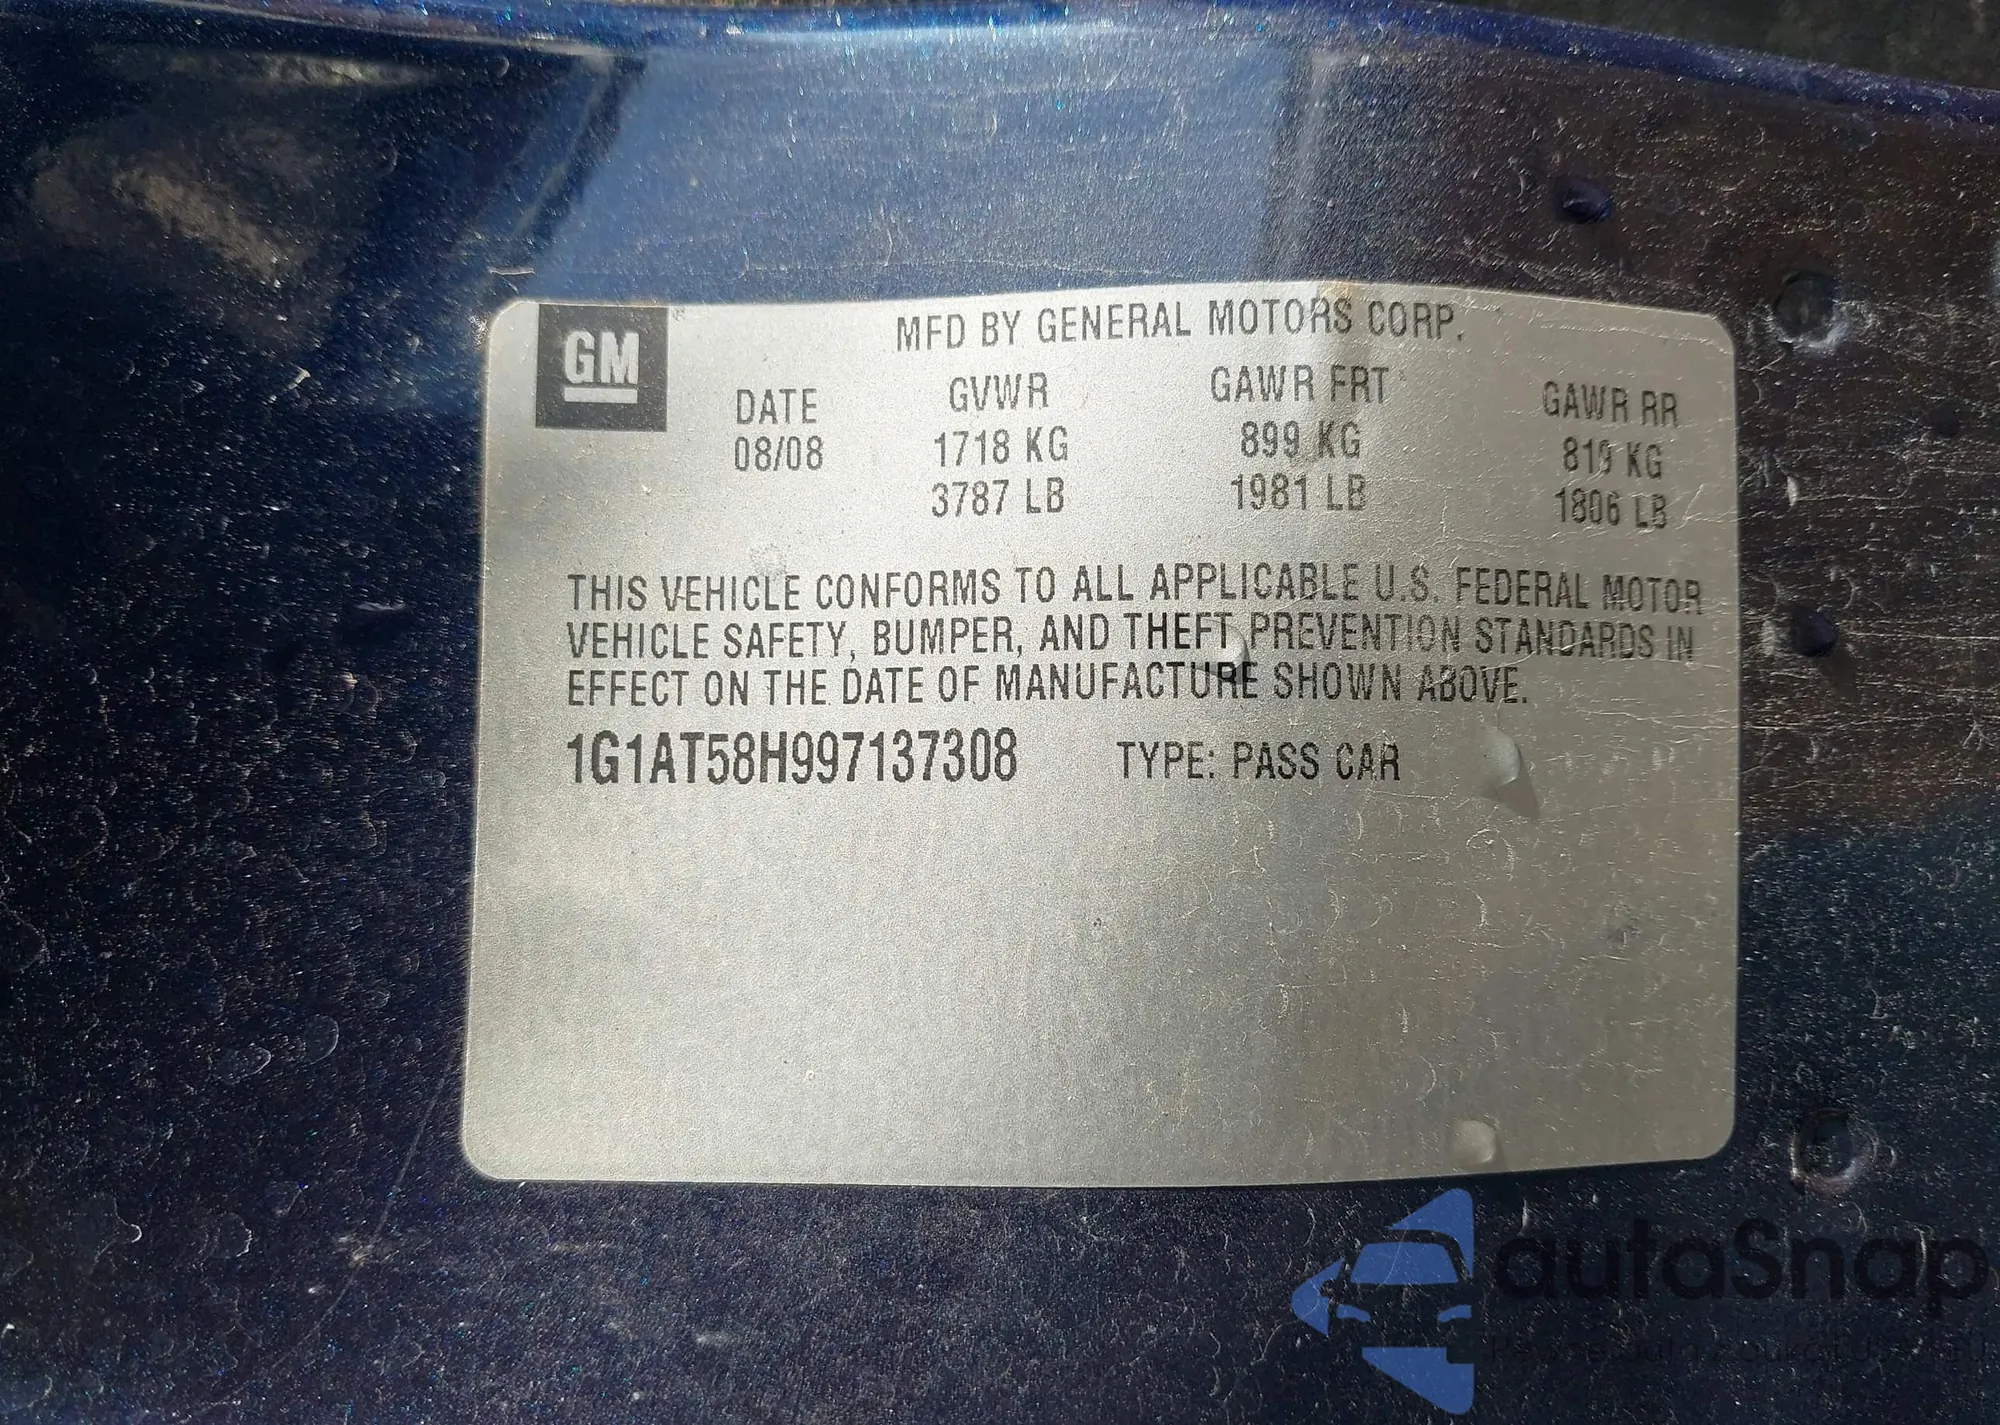 GM
MFD BY GENERAL MOTORS CORP.
DATE GVWR GAWR FRT GAWR RR
08/08 1718 KG 899 KG 819 KG
3787 LB 1981 LB 1806 LB
THIS VEHICLE CONFORMS TO ALL APPLICABLE U.S. FEDERAL MOTOR
VEHICLE SAFETY, BUMPER, AND THEFT PREVENTION STANDARDS IN
EFFECT ON THE DATE OF MANUFACTURE SHOWN ABOVE.
1G1AT58H997137308 TYPE: PASS CAR
autoSnap